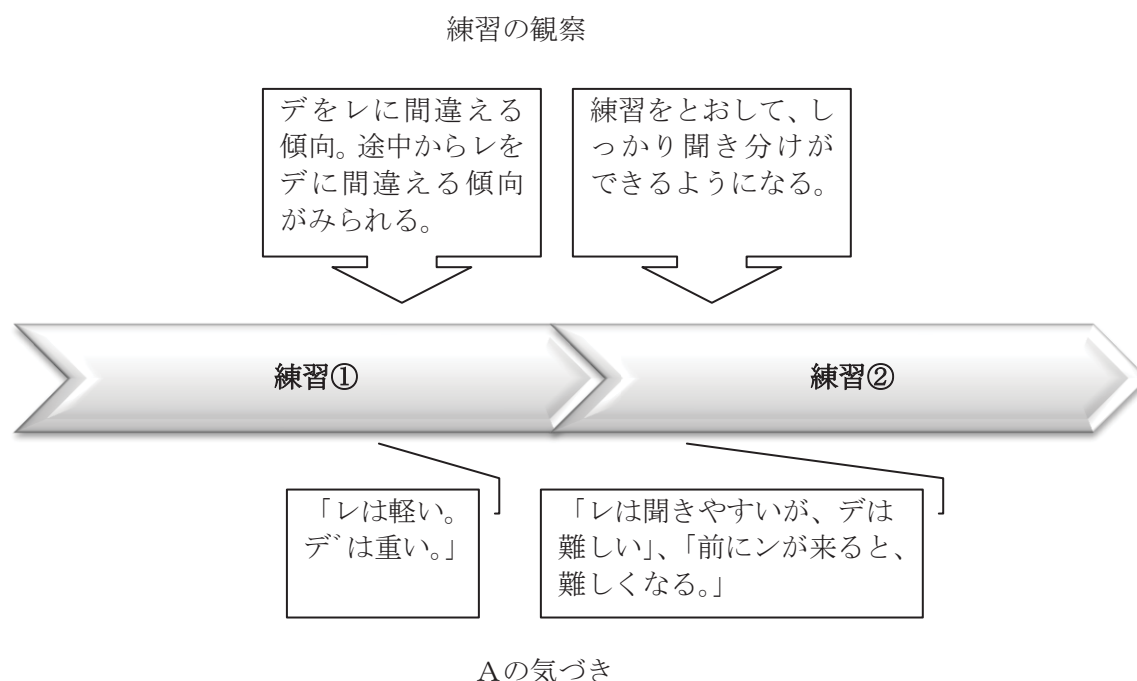 練習の観察
デをレに間違える
傾向。途中からレを
デに間違える傾向
がみられる。
練習をとおして、し
っかり聞き分けが
できるようになる。
練習①
練習②
「レは軽い。
デは重い。」
「レは聞きやすいが、デは
難しい」、「前にンが来ると、
難しくなる。」
Aの気づき